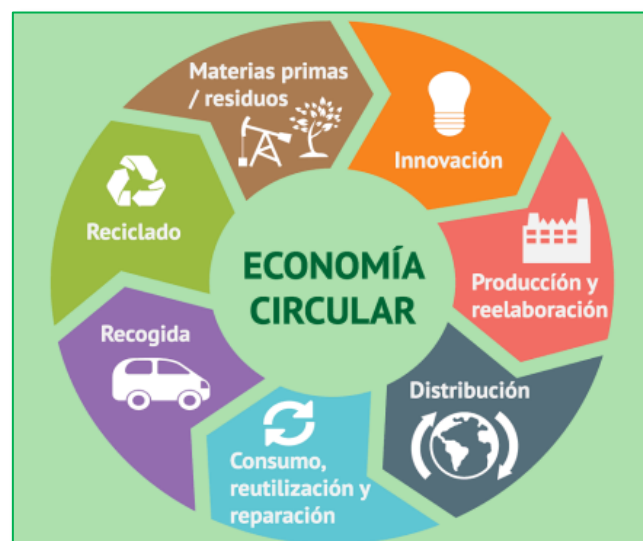 Materias primas
/ residuos
Innovación
Producción y
reelaboración
Distribución
Consumo,
reutilización y
reparación
Recogida
Reciclado
ECONOMÍA
CIRCULAR